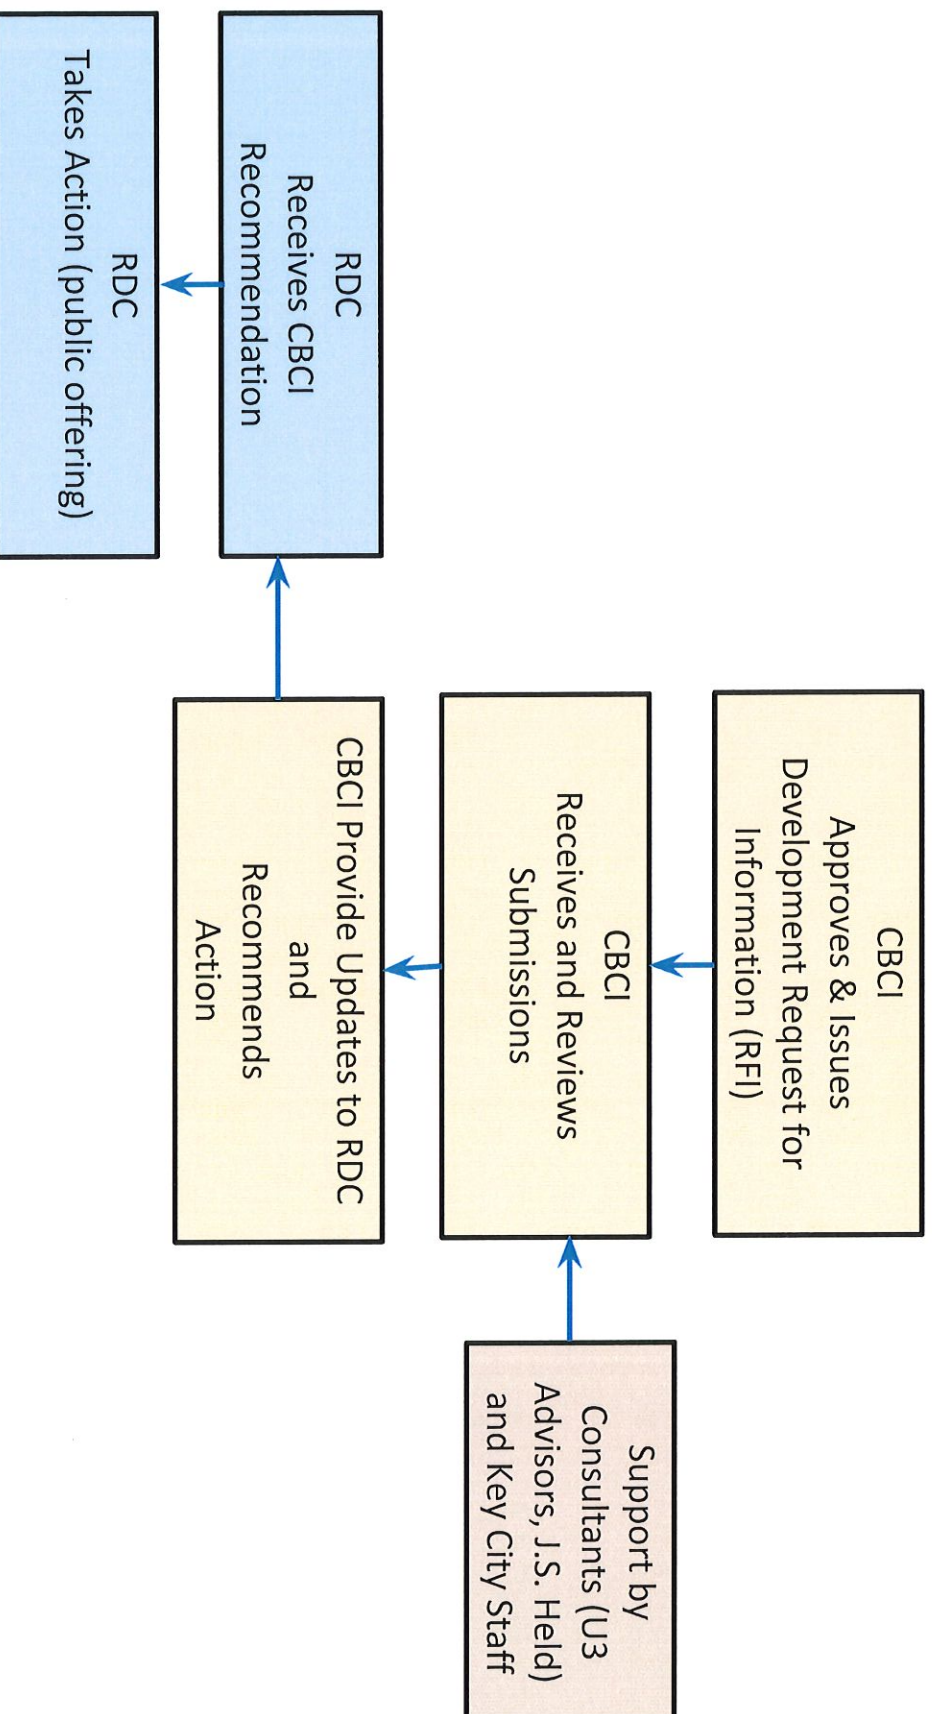 CBCI
Approves & Issues
Development Request for
Information (RFI)
CBCI
Receives and Reviews
Submissions
Support by
Consultants (U3
Advisors, J.S. Held)
and Key City Staff
CBCI Provide Updates to RDC
and
Recommends
Action
RDC
Receives CBCI
Recommendation
RDC
Takes Action (public offering)